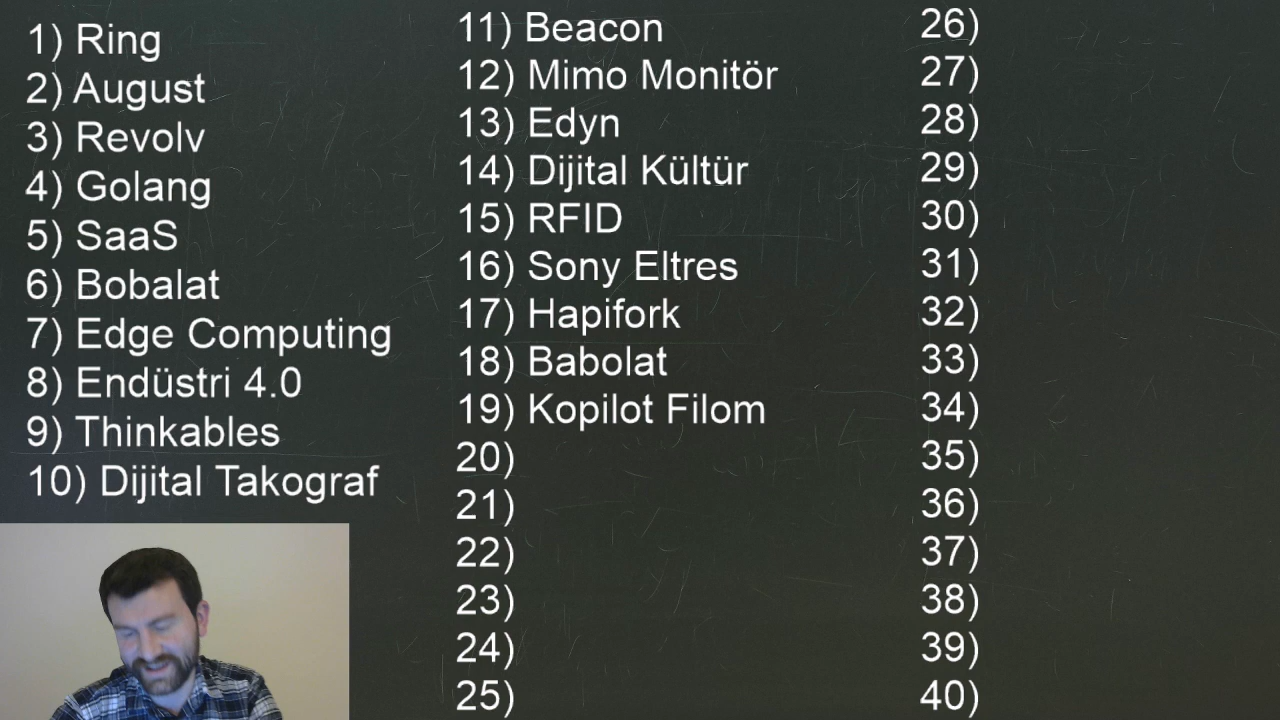 1) Ring
2) August
3) Revolv
4) Golang
5) SaaS
6) Bobalat
7) Edge Computing
8) Endüstri 4.0
9) Thinkables
10) Dijital Takograf
11) Beacon
12) Mimo Monitör
13) Edyn
14) Dijital Kültür
15) RFID
16) Sony Eltres
17) Hapifork
18) Babolat
19) Kopilot Filom
20)
21)
22)
23)
24)
25)
26)
27)
28)
29)
30)
31)
32)
33)
34)
35)
36)
37)
38)
39)
40)